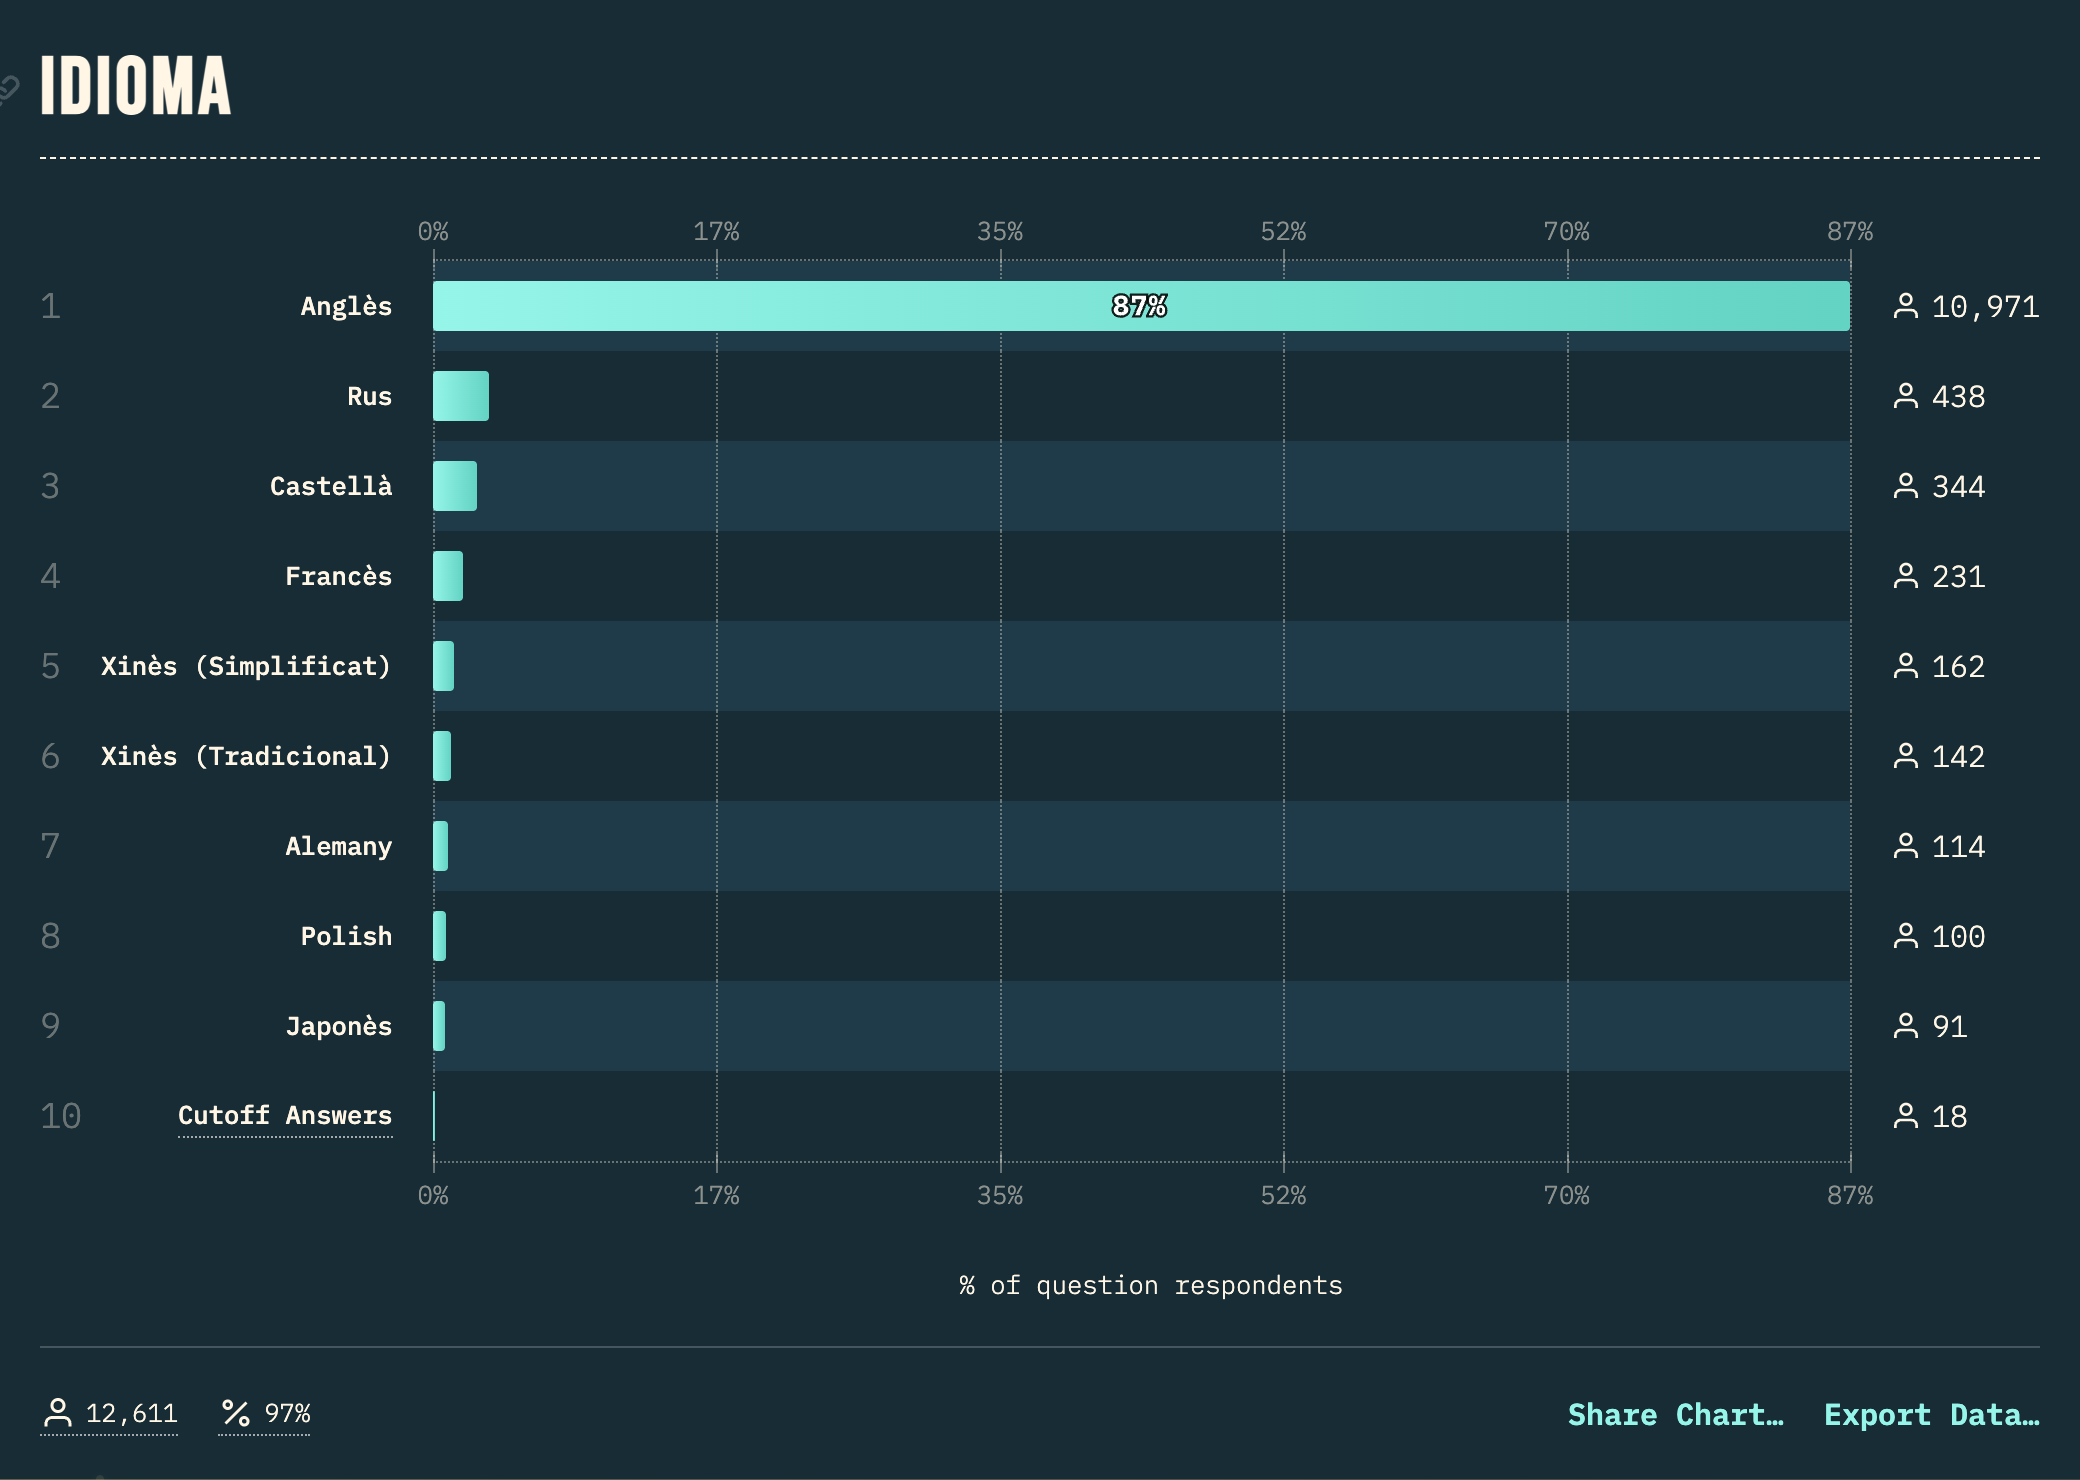 IDIOMA
0% 17% 35% 52% 70% 87%
1 Anglès 87% 10,971
2 Rus 438
3 Castellà 344
4 Francès 231
5 Xinès (Simplificat) 162
6 Xinès (Tradicional) 142
7 Alemany 114
8 Polish 100
9 Japonès 91
10 Cutoff Answers 18
0% 17% 35% 52% 70% 87%
% of question respondents
12,611 97% Share Chart… Export Data…